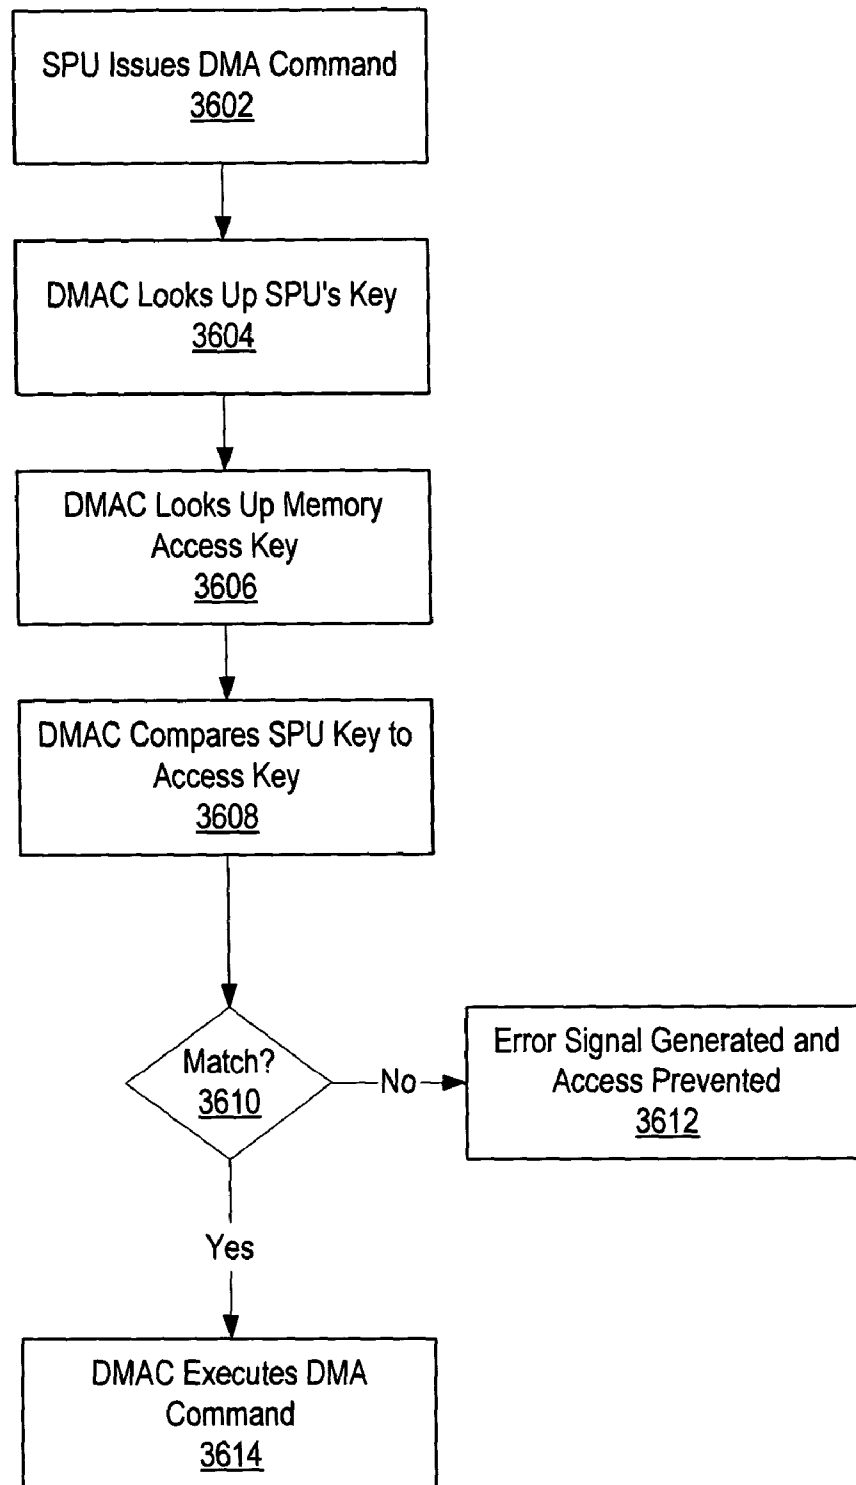 SPU Issues DMA Command
3602
DMAC Looks Up SPU's Key
3604
DMAC Looks Up Memory
Access Key
3606
DMAC Compares SPU Key to
Access Key
3608
Match?
3610
No
Error Signal Generated and
Access Prevented
3612
Yes
DMAC Executes DMA
Command
3614